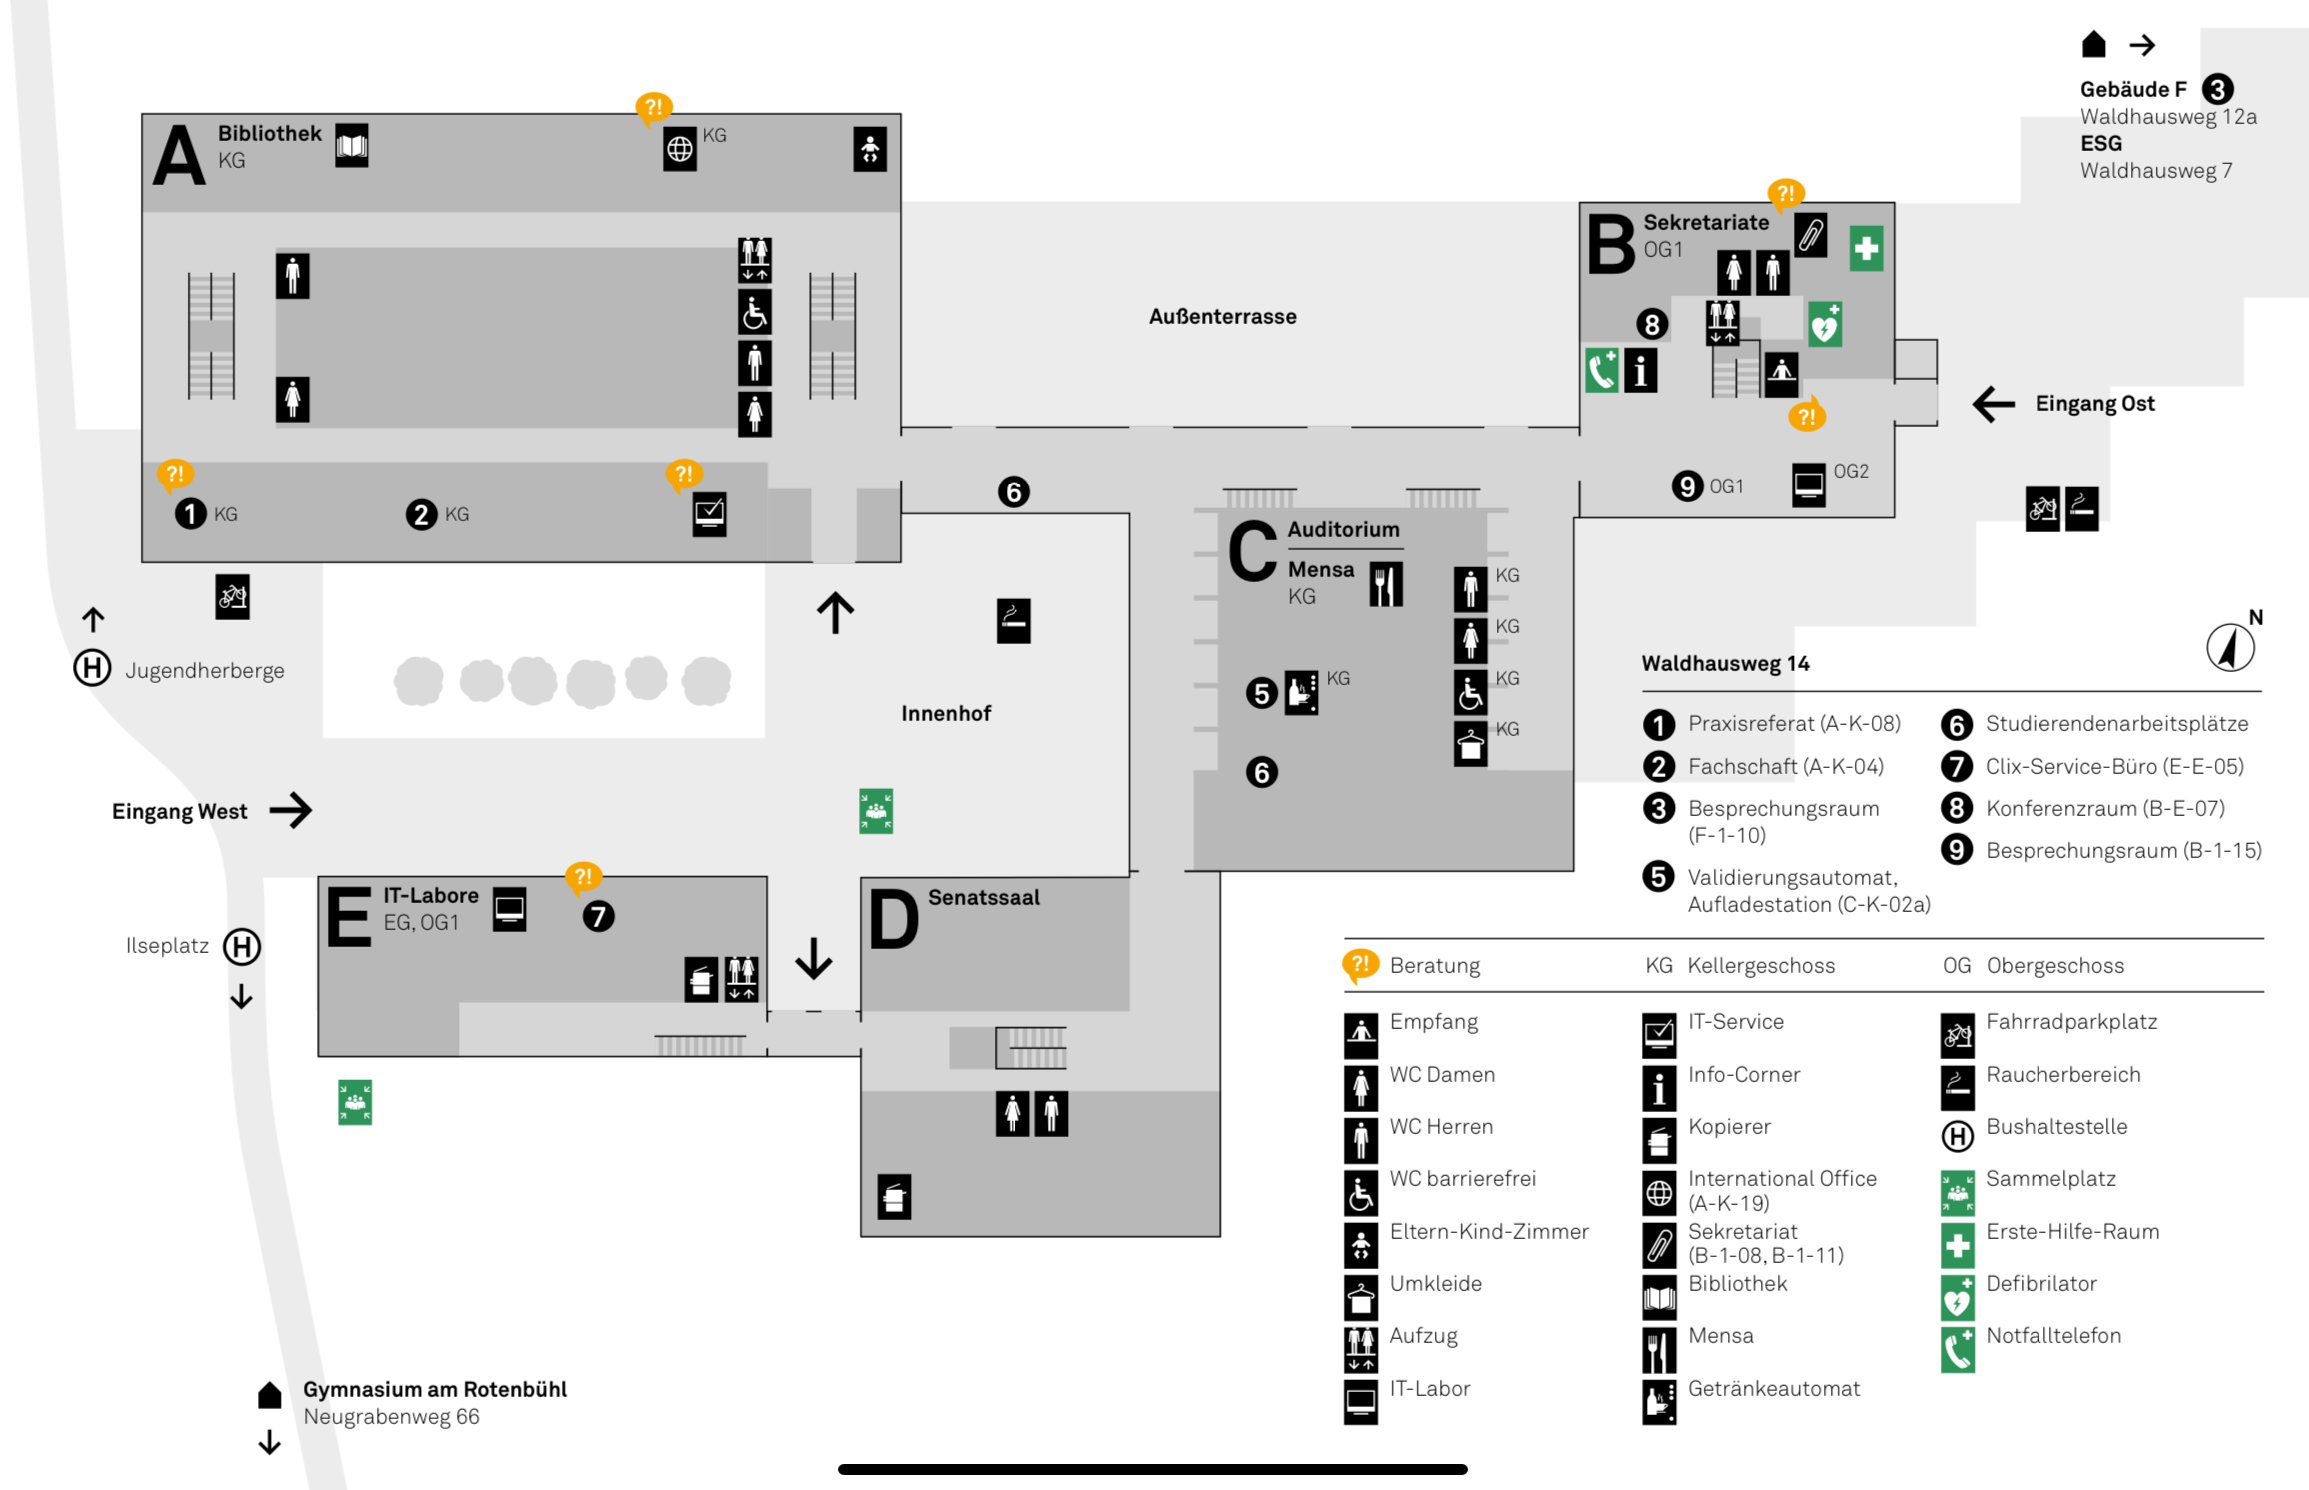 Gebäude F 3
Waldhausweg 12a
ESG
Waldhausweg 7
A Bibliothek
KG
?!
KG
?!
B Sekretariate
OG1
8
i
?!
Außenterrasse
Eingang Ost
?!
1 KG
2 KG
?!
6
9 OG1
OG2
C Auditorium
Mensa
KG
KG
KG
5 KG
KG
KG
6
H Jugendherberge
Innenhof
Eingang West
E IT-Labore
EG, OG1
?!
7
D Senatssaal
Ilseplatz H
Gymnasium am Rotenbühl
Neugrabenweg 66
N
Waldhausweg 14
1 Praxisreferat (A-K-08)
2 Fachschaft (A-K-04)
3 Besprechungsraum
(F-1-10)
5 Validierungsautomat,
Aufladestation (C-K-02a)
6 Studierendenarbeitsplätze
7 Clix-Service-Büro (E-E-05)
8 Konferenzraum (B-E-07)
9 Besprechungsraum (B-1-15)
?! Beratung
KG Kellergeschoss
OG Obergeschoss
Empfang
WC Damen
WC Herren
WC barrierefrei
Eltern-Kind-Zimmer
Umkleide
Aufzug
IT-Labor
IT-Service
i Info-Corner
Kopierer
International Office
(A-K-19)
Sekretariat
(B-1-08, B-1-11)
Bibliothek
Mensa
Getränkeautomat
Fahrradparkplatz
Raucherbereich
H Bushaltestelle
Sammelplatz
Erste-Hilfe-Raum
Defibrilator
Notfalltelefon